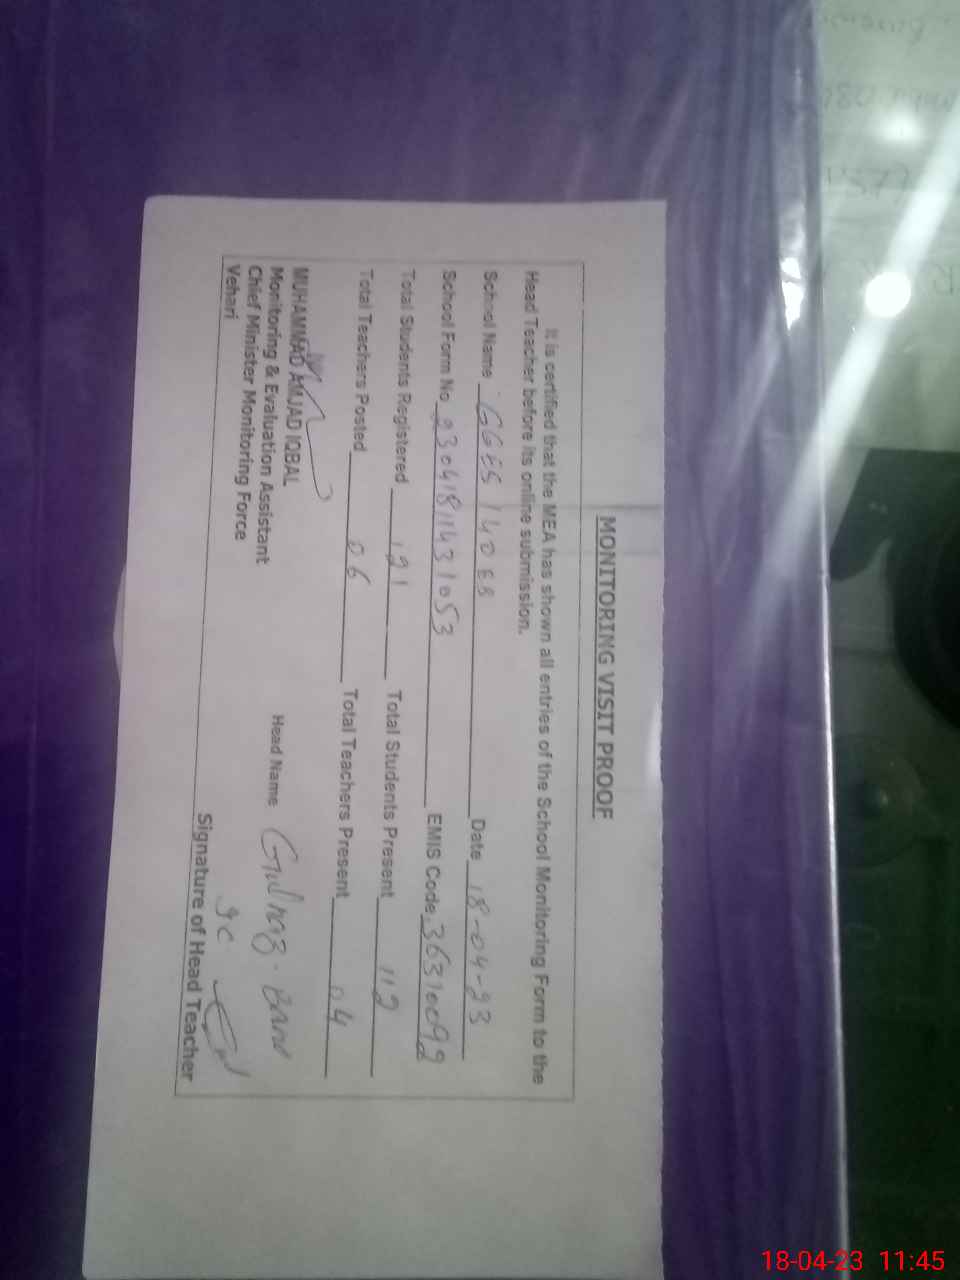 MONITORING VISIT PROOF
It is certified that the MEA has shown all entries of the School Monitoring Form to the
Head Teacher before its online submission.
School Name GGES 140 EB Date 18-04-23
School Form No 2304181431053 EMIS Code 36310092
Total Students Registered 121 Total Students Present 112
Total Teachers Posted 06 Total Teachers Present 04
MUHAMMAD AMJAD IQBAL
Monitoring & Evaluation Assistant
Chief Minister Monitoring Force
Vehari
Head Name Gulnaz Bano
Signature of Head Teacher
18-04-23 11:45